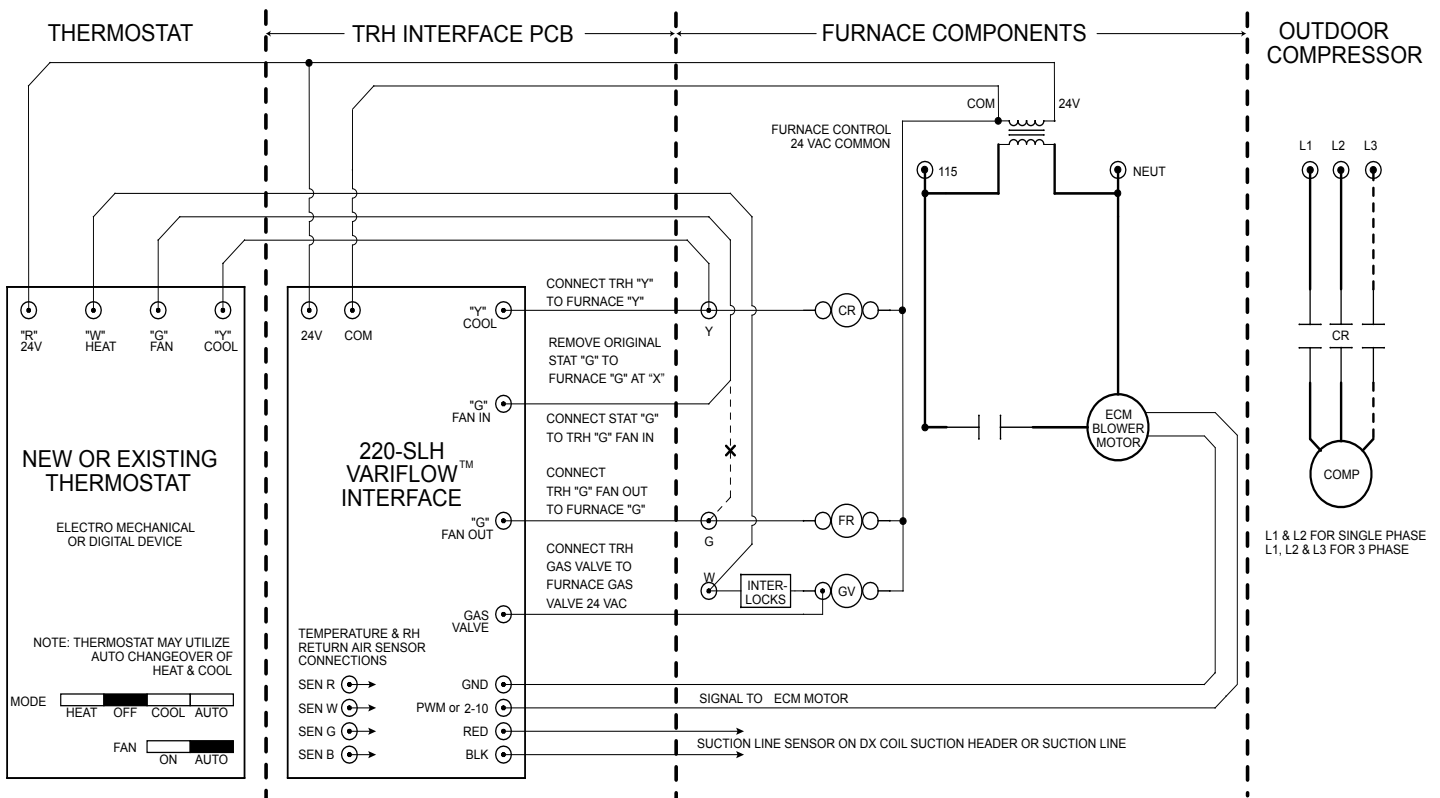 THERMOSTAT
TRH INTERFACE PCB
FURNACE COMPONENTS
OUTDOOR
COMPRESSOR
COM
24V
FURNACE CONTROL
24 VAC COMMON
115
NEUT
L1 L2 L3
"R"
24V
"W"
HEAT
"G"
FAN
"Y"
COOL
24V
COM
"Y"
COOL
CONNECT TRH "Y"
TO FURNACE "Y"
Y
CR
CR
REMOVE ORIGINAL
STAT "G" TO
FURNACE "G" AT “X”
"G"
FAN IN
CONNECT STAT "G"
TO TRH "G" FAN IN
ECM
BLOWER
MOTOR
NEW OR EXISTING
THERMOSTAT
220-SLH
VARIFLOW™
INTERFACE
X
COMP
CONNECT
TRH "G" FAN OUT
TO FURNACE "G"
ELECTRO MECHANICAL
OR DIGITAL DEVICE
"G"
FAN OUT
G
FR
L1 & L2 FOR SINGLE PHASE
L1, L2 & L3 FOR 3 PHASE
CONNECT TRH
GAS VALVE TO
FURNACE GAS
VALVE 24 VAC
W
INTER-
LOCKS
GV
GAS
VALVE
NOTE: THERMOSTAT MAY UTILIZE
AUTO CHANGEOVER OF
HEAT & COOL
TEMPERATURE & RH
RETURN AIR SENSOR
CONNECTIONS
MODE
HEAT OFF COOL AUTO
FAN
ON AUTO
SEN R
SEN W
SEN G
SEN B
GND
PWM or 2-10
RED
BLK
SIGNAL TO ECM MOTOR
SUCTION LINE SENSOR ON DX COIL SUCTION HEADER OR SUCTION LINE